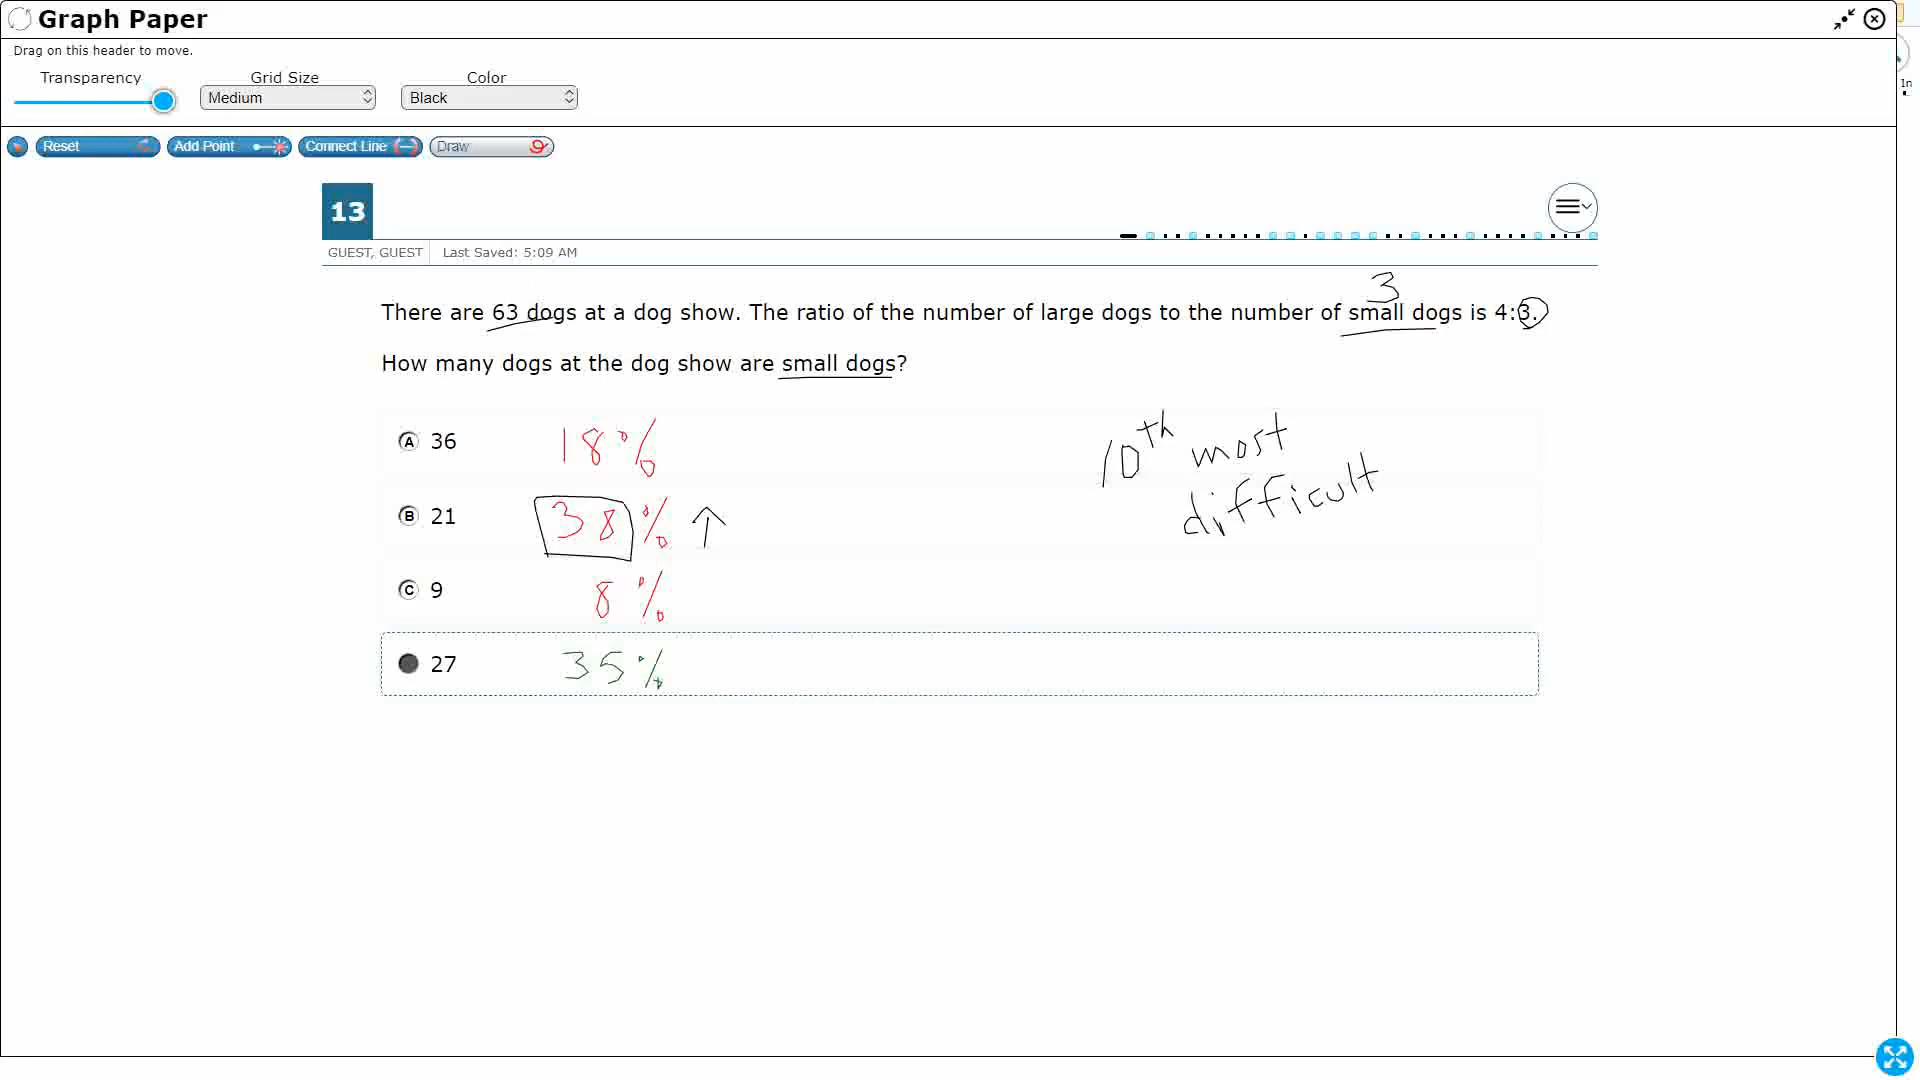 Graph Paper
Drag on this header to move.
Transparency Grid Size Color
Medium Black
Reset Add Point Connect Line Draw
13
GUEST, GUEST Last Saved: 5:09 AM
3
There are 63 dogs at a dog show. The ratio of the number of large dogs to the number of small dogs is 4:3.
How many dogs at the dog show are small dogs?
A 36 18%
10th most
difficult
B 21 38% ↑
C 9 8%
27 35%